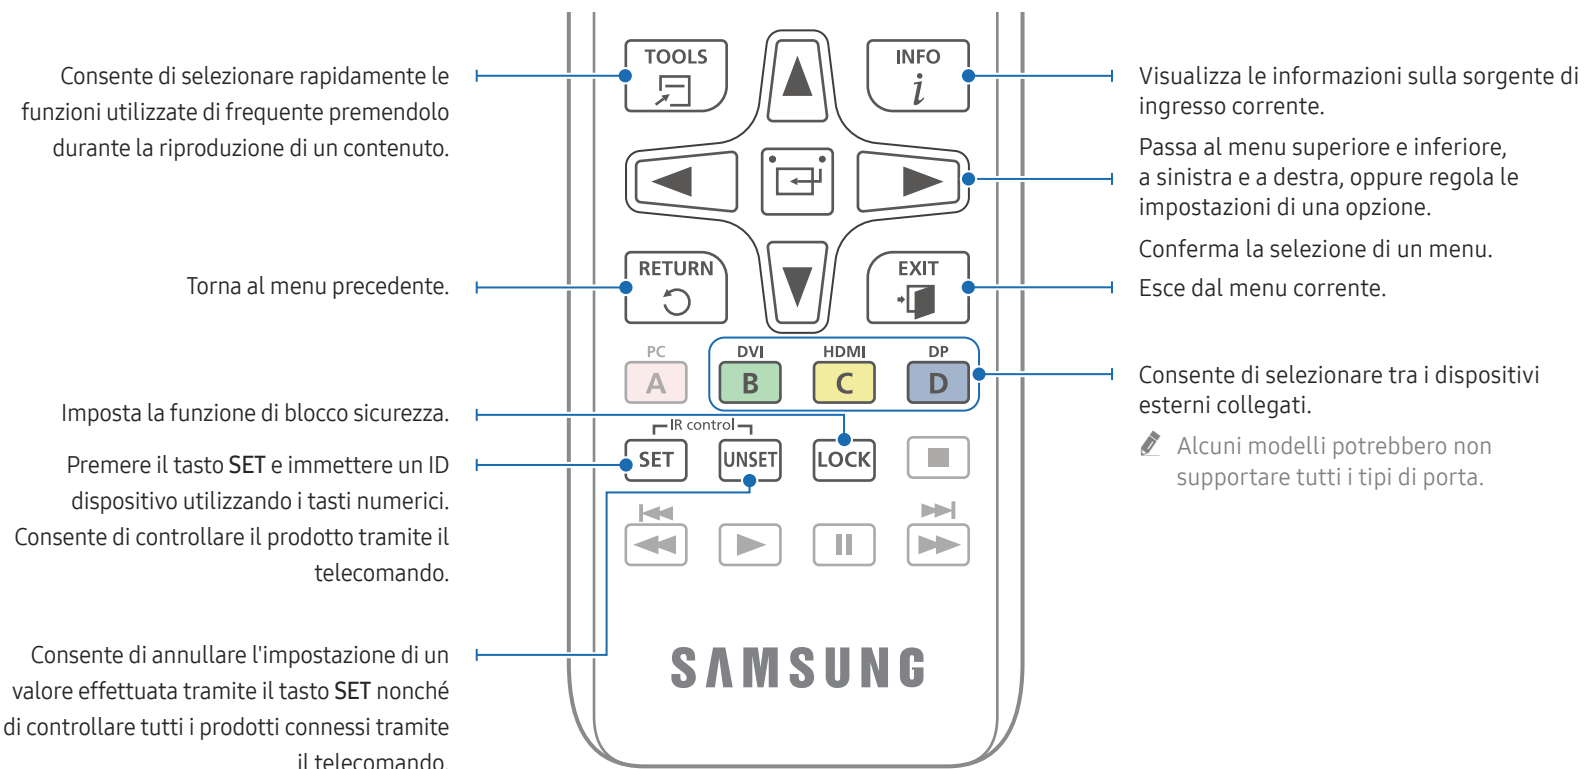 Consente di selezionare rapidamente le
funzioni utilizzate di frequente premendolo
durante la riproduzione di un contenuto.
Torna al menu precedente.
Imposta la funzione di blocco sicurezza.
Premere il tasto SET e immettere un ID
dispositivo utilizzando i tasti numerici.
Consente di controllare il prodotto tramite il
telecomando.
Consente di annullare l'impostazione di un
valore effettuata tramite il tasto SET nonché
di controllare tutti i prodotti connessi tramite
il telecomando.
TOOLS
INFO
i
RETURN
EXIT
PC
DVI
HDMI
DP
A
B
C
D
IR control
SET
UNSET
LOCK
SAMSUNG
Visualizza le informazioni sulla sorgente di
ingresso corrente.
Passa al menu superiore e inferiore,
a sinistra e a destra, oppure regola le
impostazioni di una opzione.
Conferma la selezione di un menu.
Esce dal menu corrente.
Consente di selezionare tra i dispositivi
esterni collegati.
Alcuni modelli potrebbero non
supportare tutti i tipi di porta.